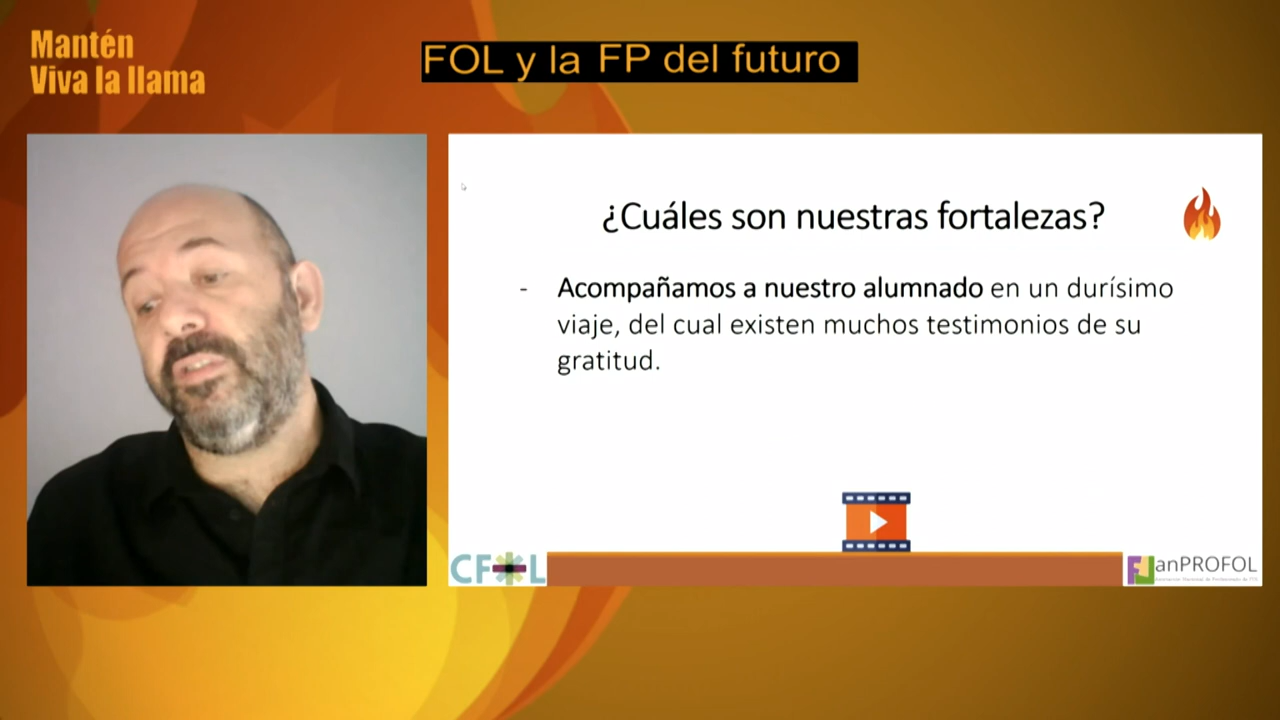 Mantén
Viva la llama
FOL y la FP del futuro
¿Cuáles son nuestras fortalezas?
- Acompañamos a nuestro alumnado en un durísimo
viaje, del cual existen muchos testimonios de su
gratitud.
CFOL
anPROFOL